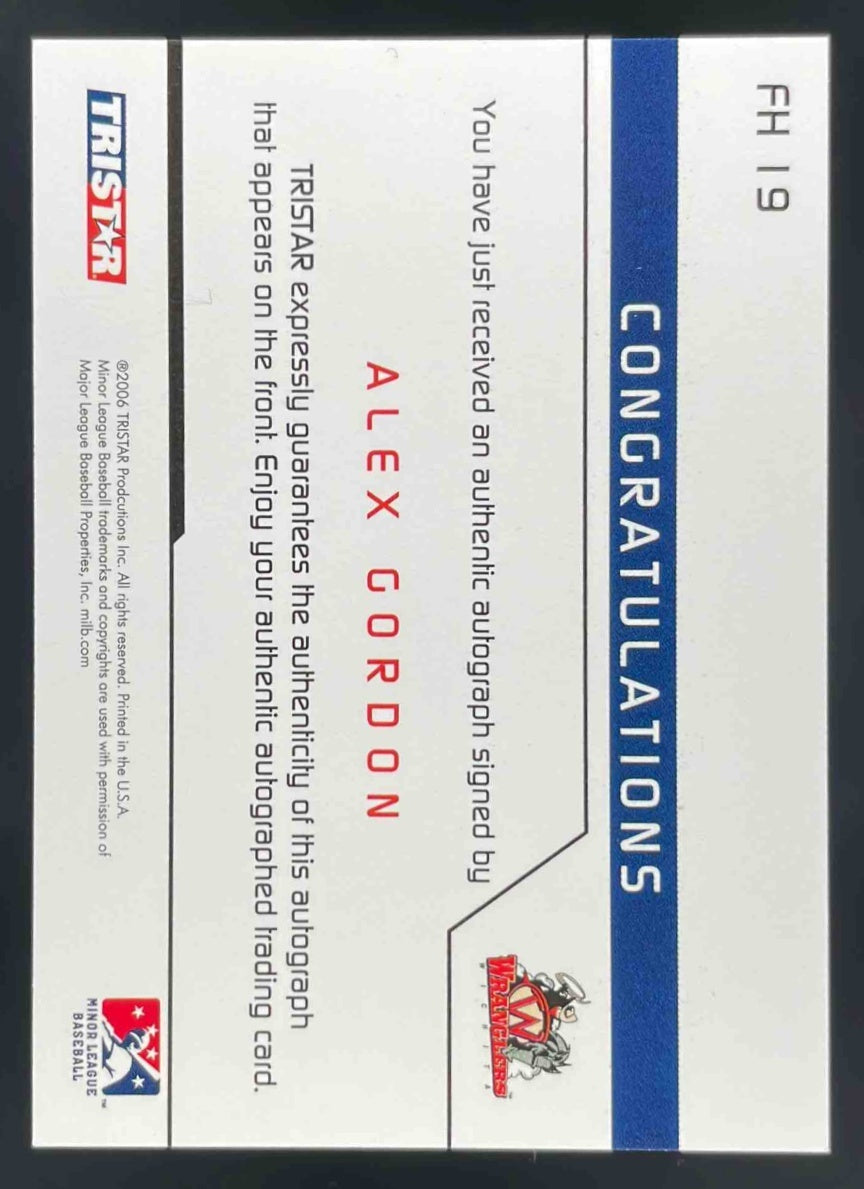 FH 19
CONGRATULATIONS
You have just received an authentic autograph signed by
W
WRANGLERS
WICHITA
ALEX GORDON
TRISTAR expressly guarantees the authenticity of this autograph
that appears on the front. Enjoy your authentic autographed trading card.
TRISTAR
®2006 TRISTAR Prodcutions Inc. All rights reserved. Printed in the U.S.A.
Minor League Baseball trademarks and copyrights are used with permission of
Major League Baseball Properties, Inc. milb.com
MINOR LEAGUE
BASEBALL™